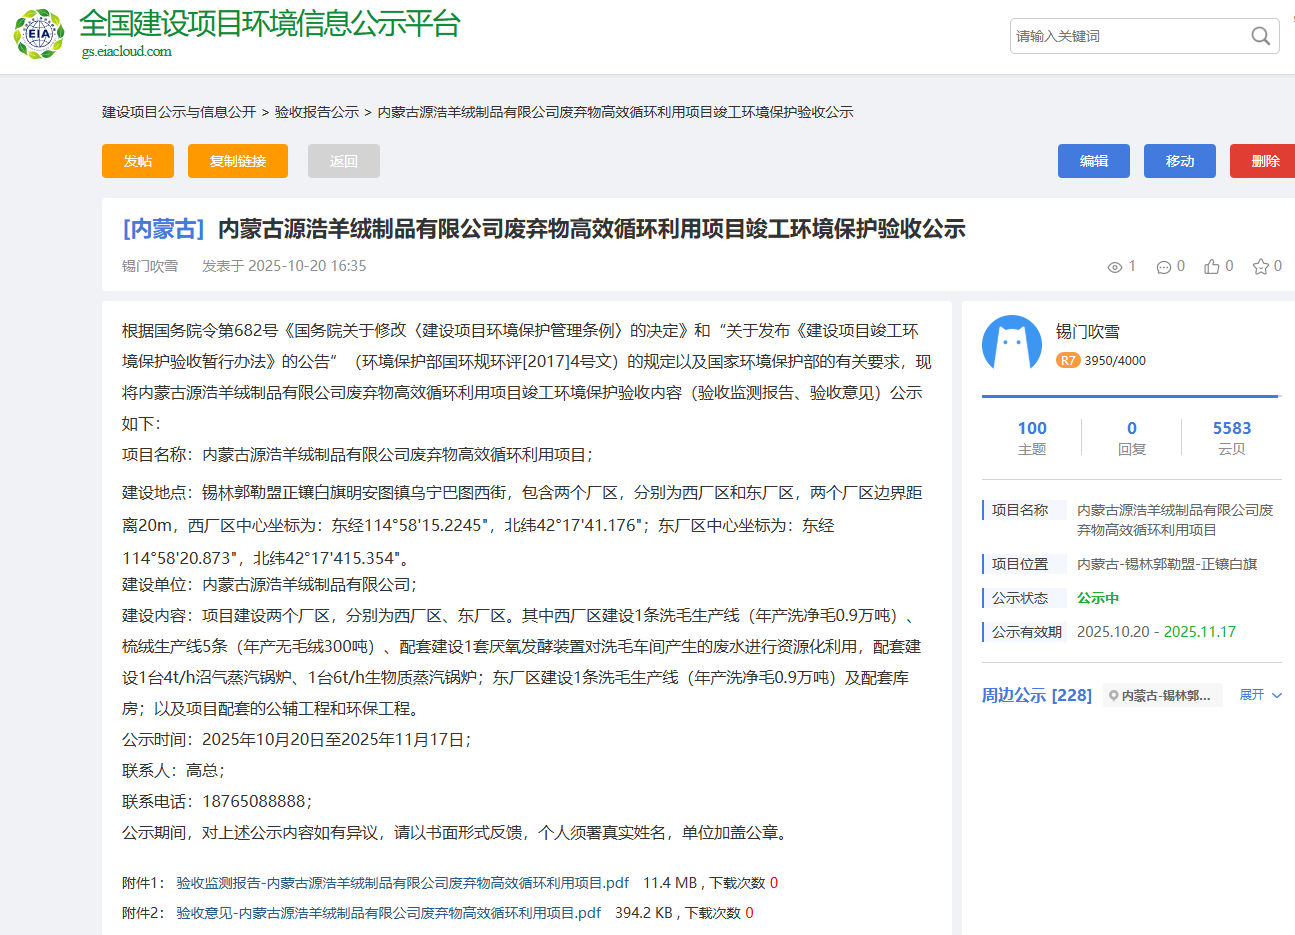 全国建设项目环境信息公示平台
gs.eiacloud.com
EIA
请输入关键词
建设项目公示与信息公开 > 验收报告公示 > 内蒙古源浩羊绒制品有限公司废弃物高效循环利用项目竣工环境保护验收公示
发帖 复制链接 返回 编辑 移动 删除
[内蒙古] 内蒙古源浩羊绒制品有限公司废弃物高效循环利用项目竣工环境保护验收公示
锡门吹雪 发表于 2025-10-20 16:35 1 0 0 0
根据国务院令第682号《国务院关于修改〈建设项目环境保护管理条例〉的决定》和“关于发布《建设项目竣工环
境保护验收暂行办法》的公告”（环境保护部国环规环评[2017]4号文）的规定以及国家环境保护部的有关要求，现
将内蒙古源浩羊绒制品有限公司废弃物高效循环利用项目竣工环境保护验收内容（验收监测报告、验收意见）公示
如下：
项目名称：内蒙古源浩羊绒制品有限公司废弃物高效循环利用项目；
建设地点：锡林郭勒盟正镶白旗明安图镇乌宁巴图西街，包含两个厂区，分别为西厂区和东厂区，两个厂区边界距
离20m，西厂区中心坐标为：东经114°58'15.2245"，北纬42°17'41.176"；东厂区中心坐标为：东经
114°58'20.873"，北纬42°17'415.354"。
建设单位：内蒙古源浩羊绒制品有限公司；
建设内容：项目建设两个厂区，分别为西厂区、东厂区。其中西厂区建设1条洗毛生产线（年产洗净毛0.9万吨）、
梳绒生产线5条（年产无毛绒300吨）、配套建设1套厌氧发酵装置对洗毛车间产生的废水进行资源化利用，配套建
设1台4t/h沼气蒸汽锅炉、1台6t/h生物质蒸汽锅炉；东厂区建设1条洗毛生产线（年产洗净毛0.9万吨）及配套库
房；以及项目配套的公辅工程和环保工程。
公示时间：2025年10月20日至2025年11月17日；
联系人：高总；
联系电话：18765088888；
公示期间，对上述公示内容如有异议，请以书面形式反馈，个人须署真实姓名，单位加盖公章。
附件1： 验收监测报告-内蒙古源浩羊绒制品有限公司废弃物高效循环利用项目.pdf 11.4 MB , 下载次数 0
附件2： 验收意见-内蒙古源浩羊绒制品有限公司废弃物高效循环利用项目.pdf 394.2 KB , 下载次数 0
锡门吹雪
R7 3950/4000
100 0 5583
主题 回复 云贝
项目名称 内蒙古源浩羊绒制品有限公司废
弃物高效循环利用项目
项目位置 内蒙古-锡林郭勒盟-正镶白旗
公示状态 公示中
公示有效期 2025.10.20 - 2025.11.17
周边公示 [228] 内蒙古-锡林郭... 展开